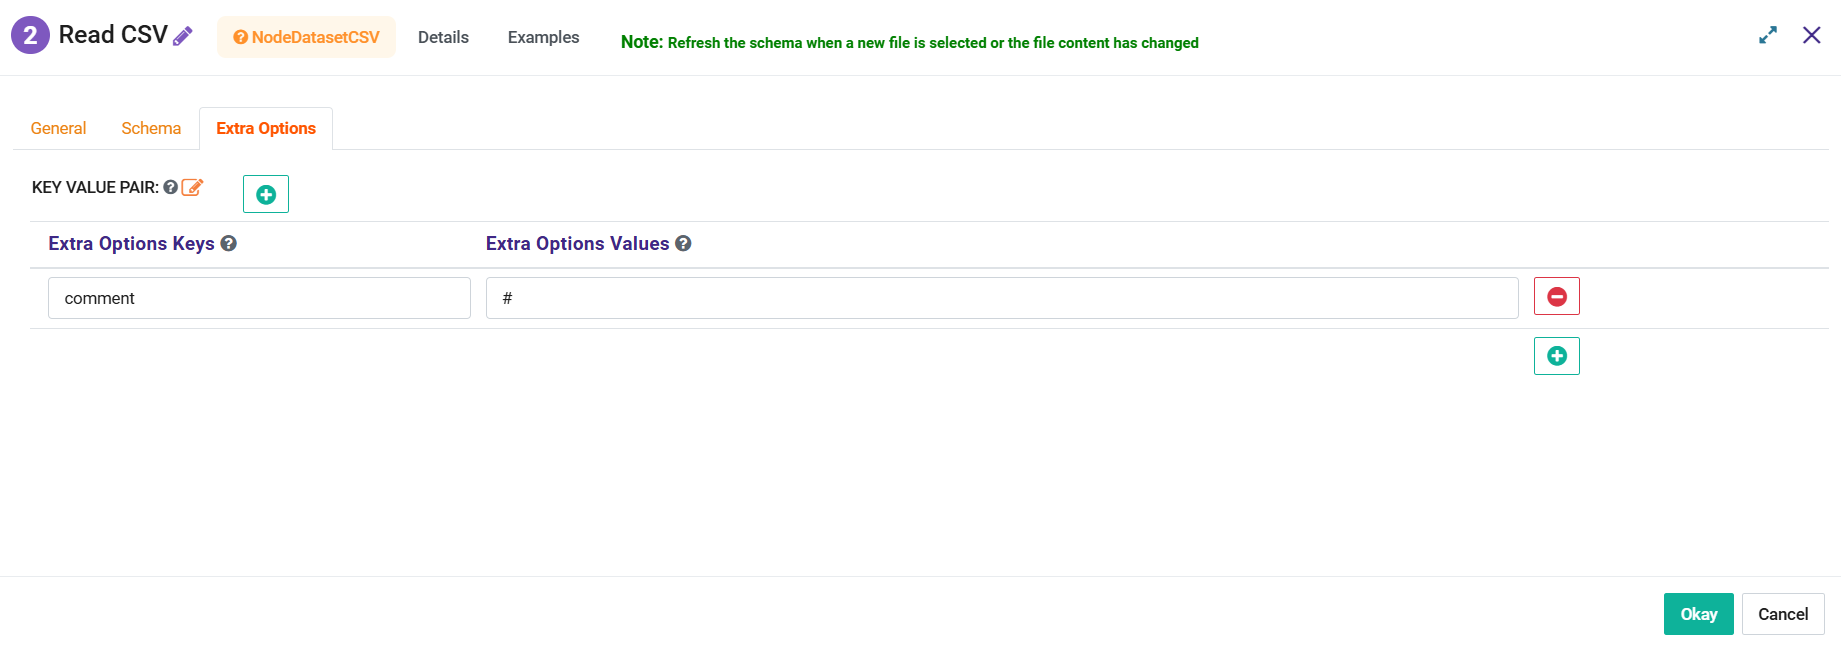 2 Read CSV NodeDatasetCSV Details Examples Note: Refresh the schema when a new file is selected or the file content has changed
General Schema Extra Options
KEY VALUE PAIR:
Extra Options Keys Extra Options Values
comment #
Okay Cancel